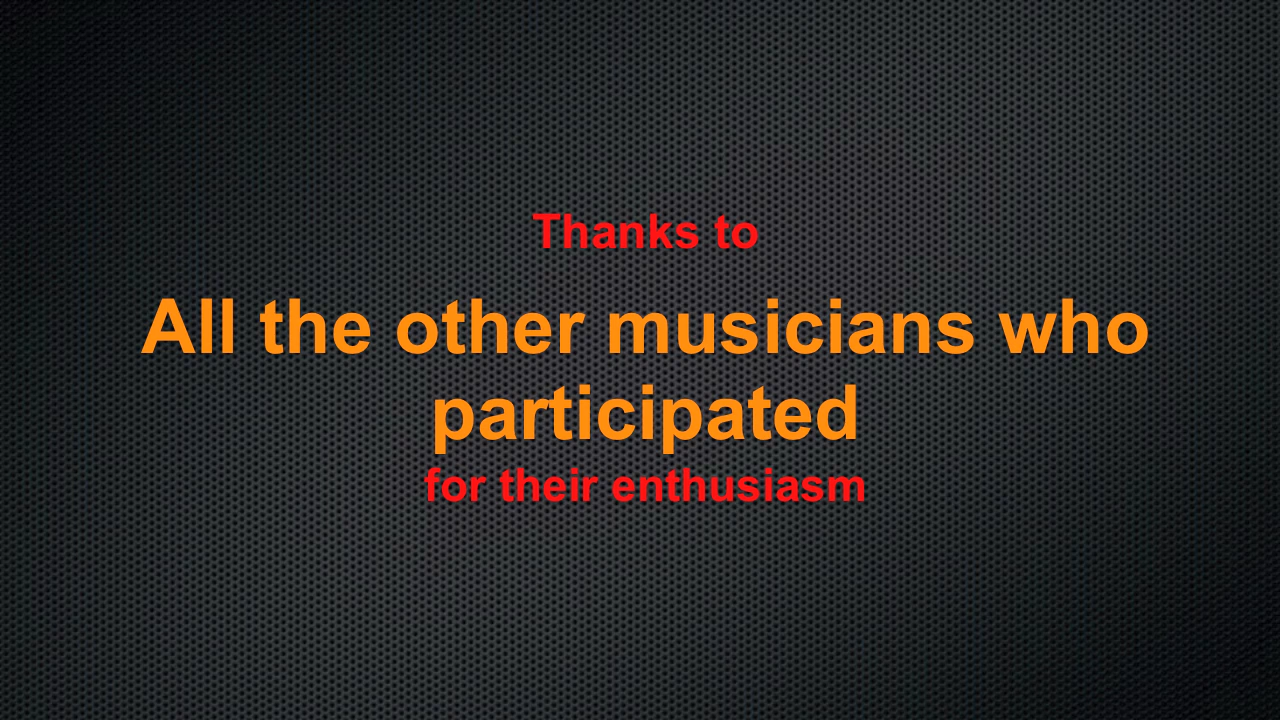 Thanks to
All the other musicians who
participated
for their enthusiasm